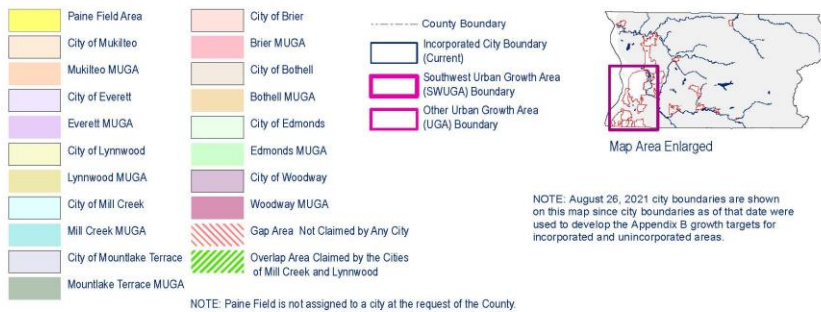 Paine Field Area
City of Mukilteo
Mukilteo MUGA
City of Everett
Everett MUGA
City of Lynnwood
Lynnwood MUGA
City of Mill Creek
Mill Creek MUGA
City of Mountlake Terrace
Mountlake Terrace MUGA
City of Brier
Brier MUGA
City of Bothell
Bothell MUGA
City of Edmonds
Edmonds MUGA
City of Woodway
Woodway MUGA
Gap Area Not Claimed by Any City
Overlap Area Claimed by the Cities
of Mill Creek and Lynnwood
NOTE: Paine Field is not assigned to a city at the request of the County.
County Boundary
Incorporated City Boundary
(Current)
Southwest Urban Growth Area
(SWUGA) Boundary
Other Urban Growth Area
(UGA) Boundary
Map Area Enlarged
NOTE: August 26, 2021 city boundaries are shown
on this map since city boundaries as of that date were
used to develop the Appendix B growth targets for
incorporated and unincorporated areas.